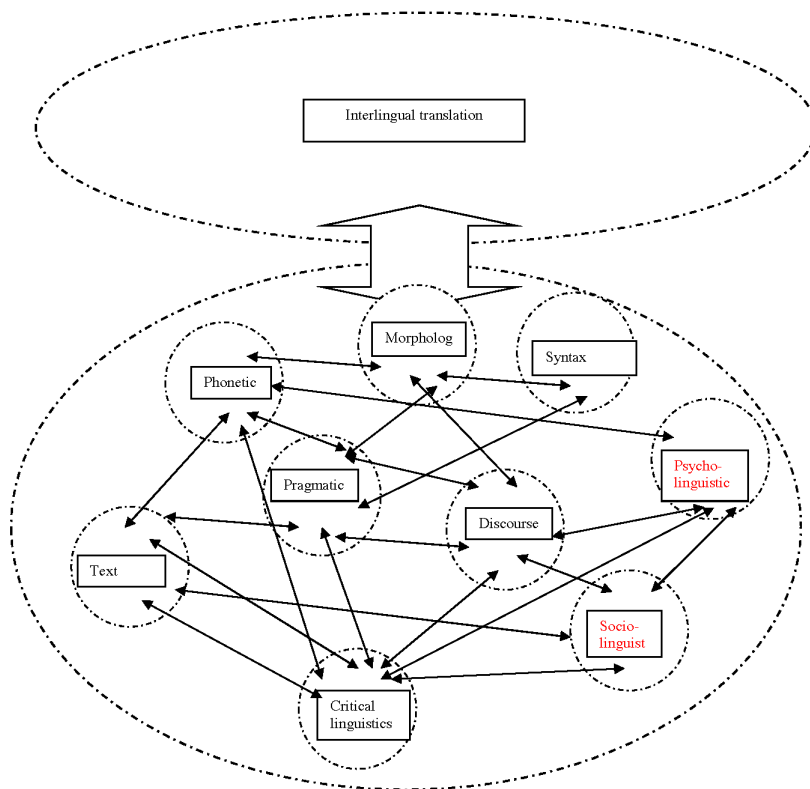 Interlingual translation
Morpholog
Syntax
Phonetic
Psycho-
linguistic
Pragmatic
Discourse
Text
Socio-
linguist
Critical
linguistics